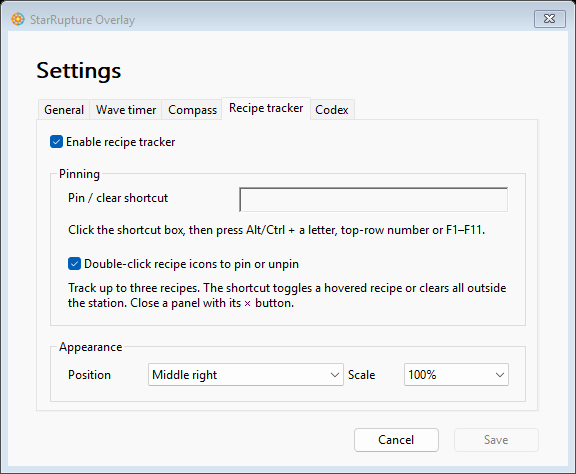 StarRupture Overlay
Settings
General Wave timer Compass Recipe tracker Codex
Enable recipe tracker
Pinning
Pin / clear shortcut
Click the shortcut box, then press Alt/Ctrl + a letter, top-row number or F1–F11.
Double-click recipe icons to pin or unpin
Track up to three recipes. The shortcut toggles a hovered recipe or clears all outside
the station. Close a panel with its × button.
Appearance
Position Middle right Scale 100%
Cancel Save